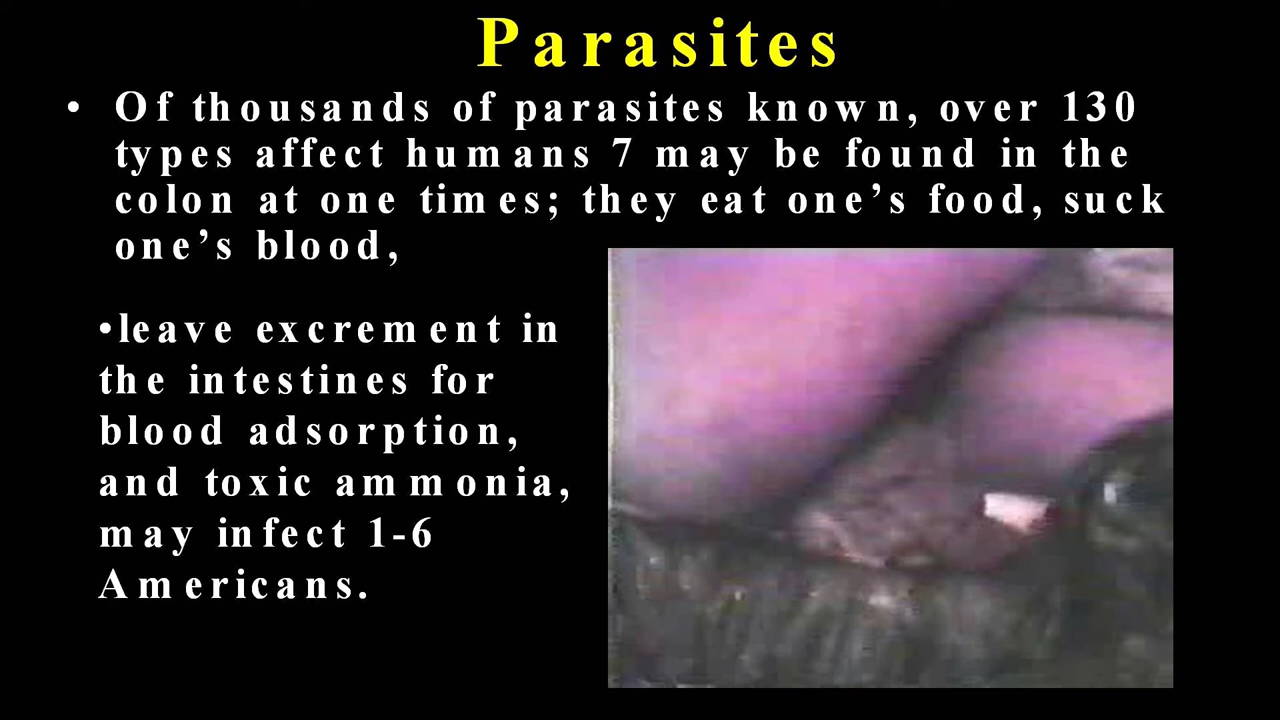 Parasites
• Of thousands of parasites known, over 130
types affect humans 7 may be found in the
colon at one times; they eat one’s food, suck
one’s blood,
•leave excrement in
the intestines for
blood adsorption,
and toxic ammonia,
may infect 1-6
Americans.